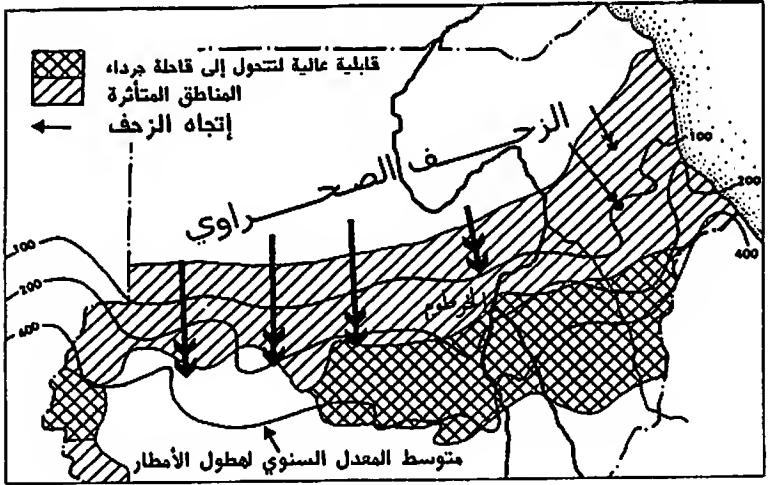 قابلية عالية لتتحول إلى قاحلة جرداء
المناطق المتأثرة
إتجاه الزحف
الزحف الصحراوي
100
200
400
100
200
400
الخرطوم
متوسط المعدل السنوي لهطول الأمطار